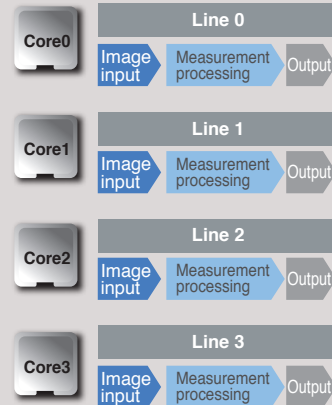 Line 0
Core0
Image input
Measurement processing
Output
Line 1
Core1
Image input
Measurement processing
Output
Line 2
Core2
Image input
Measurement processing
Output
Line 3
Core3
Image input
Measurement processing
Output